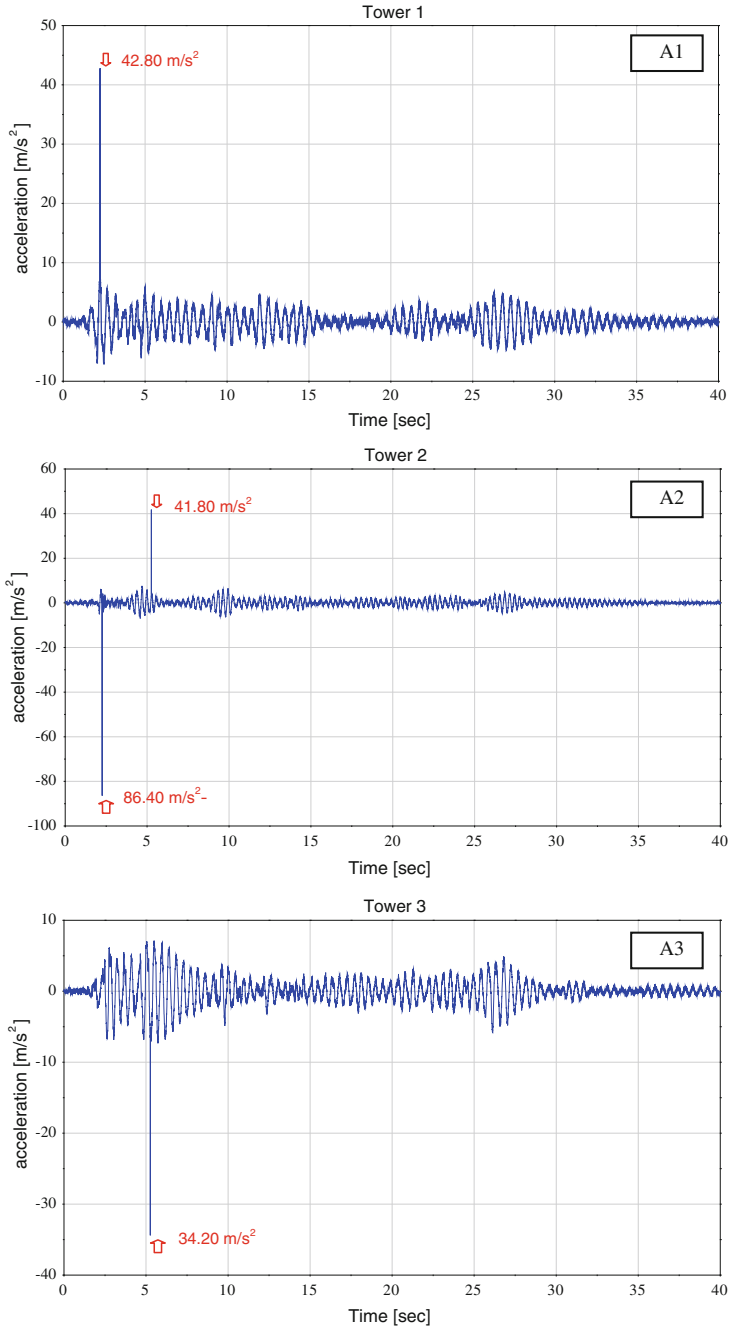 Tower 1
50
40
30
20
10
0
-10
acceleration [m/s²]
42.80 m/s²
A1
0 5 10 15 20 25 30 35 40
Time [sec]
Tower 2
60
40
20
0
-20
-40
-60
-80
-100
acceleration [m/s²]
41.80 m/s²
A2
86.40 m/s²-
0 5 10 15 20 25 30 35 40
Time [sec]
Tower 3
10
0
-10
-20
-30
-40
acceleration [m/s²]
A3
34.20 m/s²
0 5 10 15 20 25 30 35 40
Time [sec]